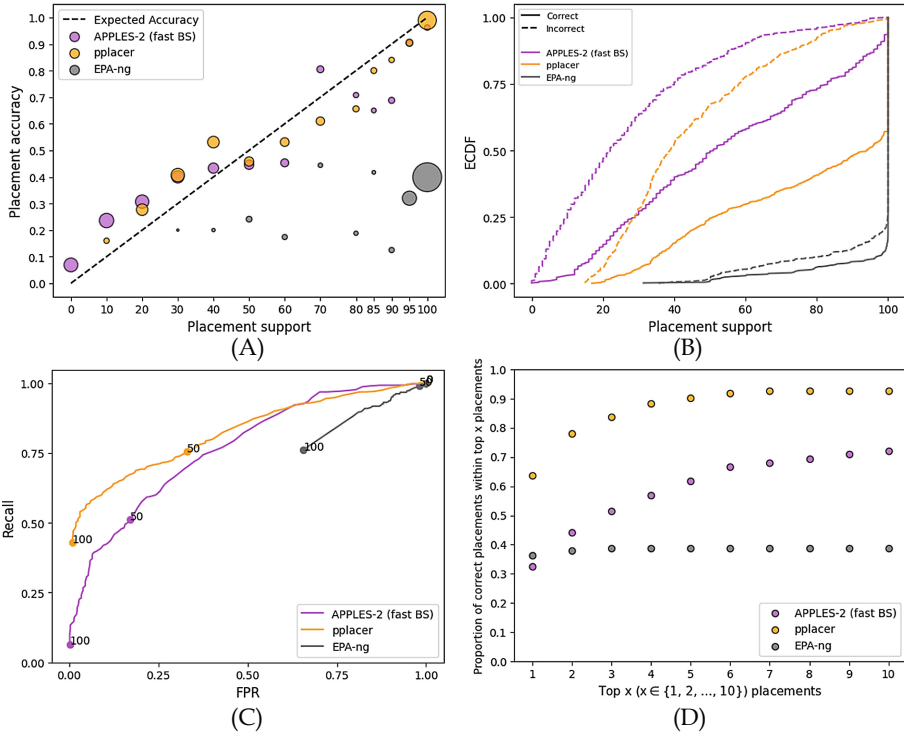 Expected Accuracy
APPLES-2 (fast BS)
pplacer
EPA-ng
1.0
0.9
0.8
0.7
0.6
0.5
0.4
0.3
0.2
0.1
0.0
Placement accuracy
0 10 20 30 40 50 60 70 80 85 90 95 100
Placement support
(A)
Correct
Incorrect
APPLES-2 (fast BS)
pplacer
EPA-ng
1.00
0.75
0.50
0.25
0.00
ECDF
0 20 40 60 80 100
Placement support
(B)
1.00
0.75
0.50
0.25
0.00
Recall
50
100
50
50
100
100
APPLES-2 (fast BS)
pplacer
EPA-ng
0.00 0.25 0.50 0.75 1.00
FPR
(C)
1.0
0.9
0.8
0.7
0.6
0.5
0.4
0.3
0.2
0.1
0.0
Proportion of correct placements within top x placements
APPLES-2 (fast BS)
pplacer
EPA-ng
1 2 3 4 5 6 7 8 9 10
Top x (x ∈ {1, 2, ..., 10}) placements
(D)